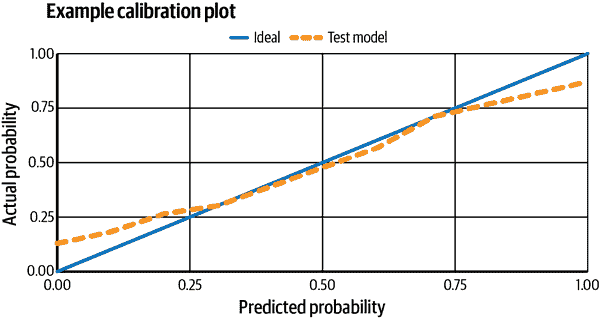 Example calibration plot
Ideal Test model
1.00
0.75
0.50
0.25
0.00
Actual probability
0.00 0.25 0.50 0.75 1.00
Predicted probability